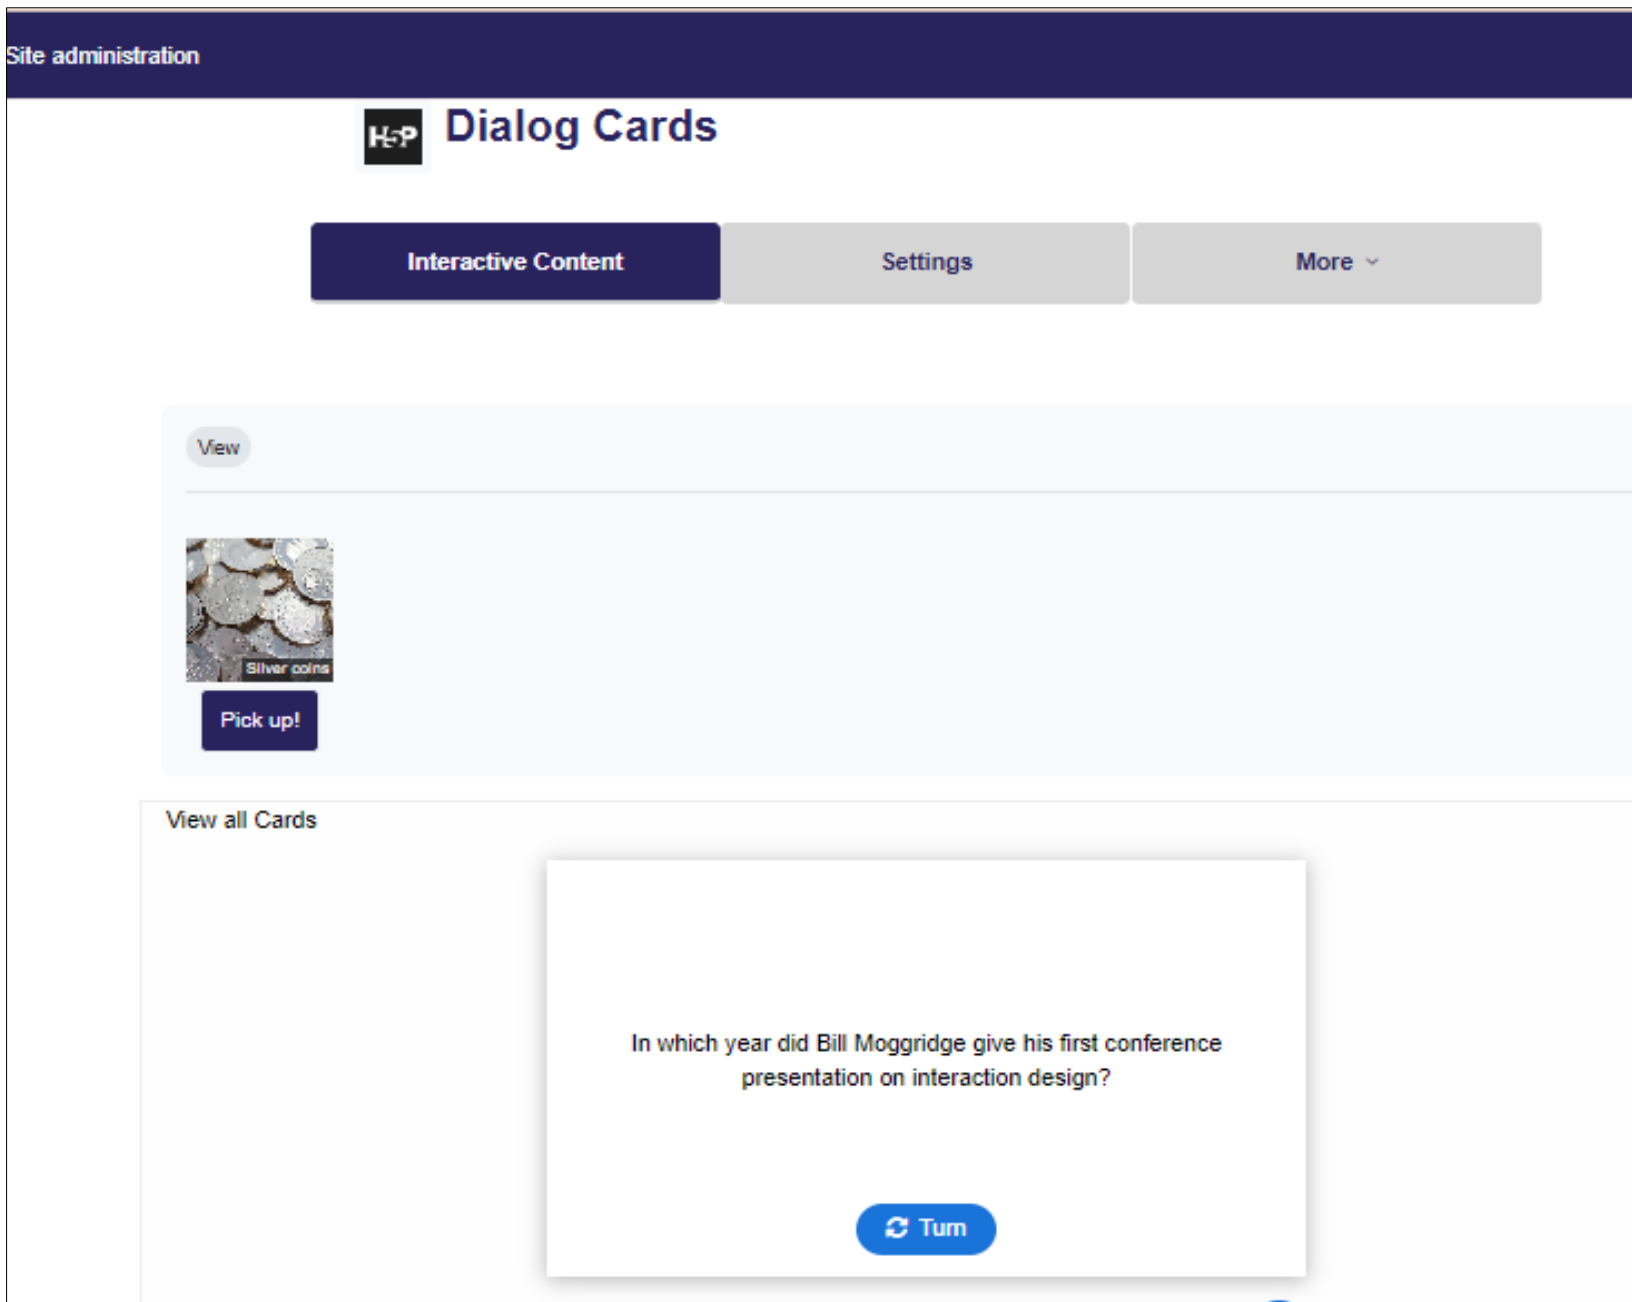 Site administration
H5P
Dialog Cards
Interactive Content
Settings
More
View
Silver coins
Pick up!
View all Cards
In which year did Bill Moggridge give his first conference
presentation on interaction design?
Turn